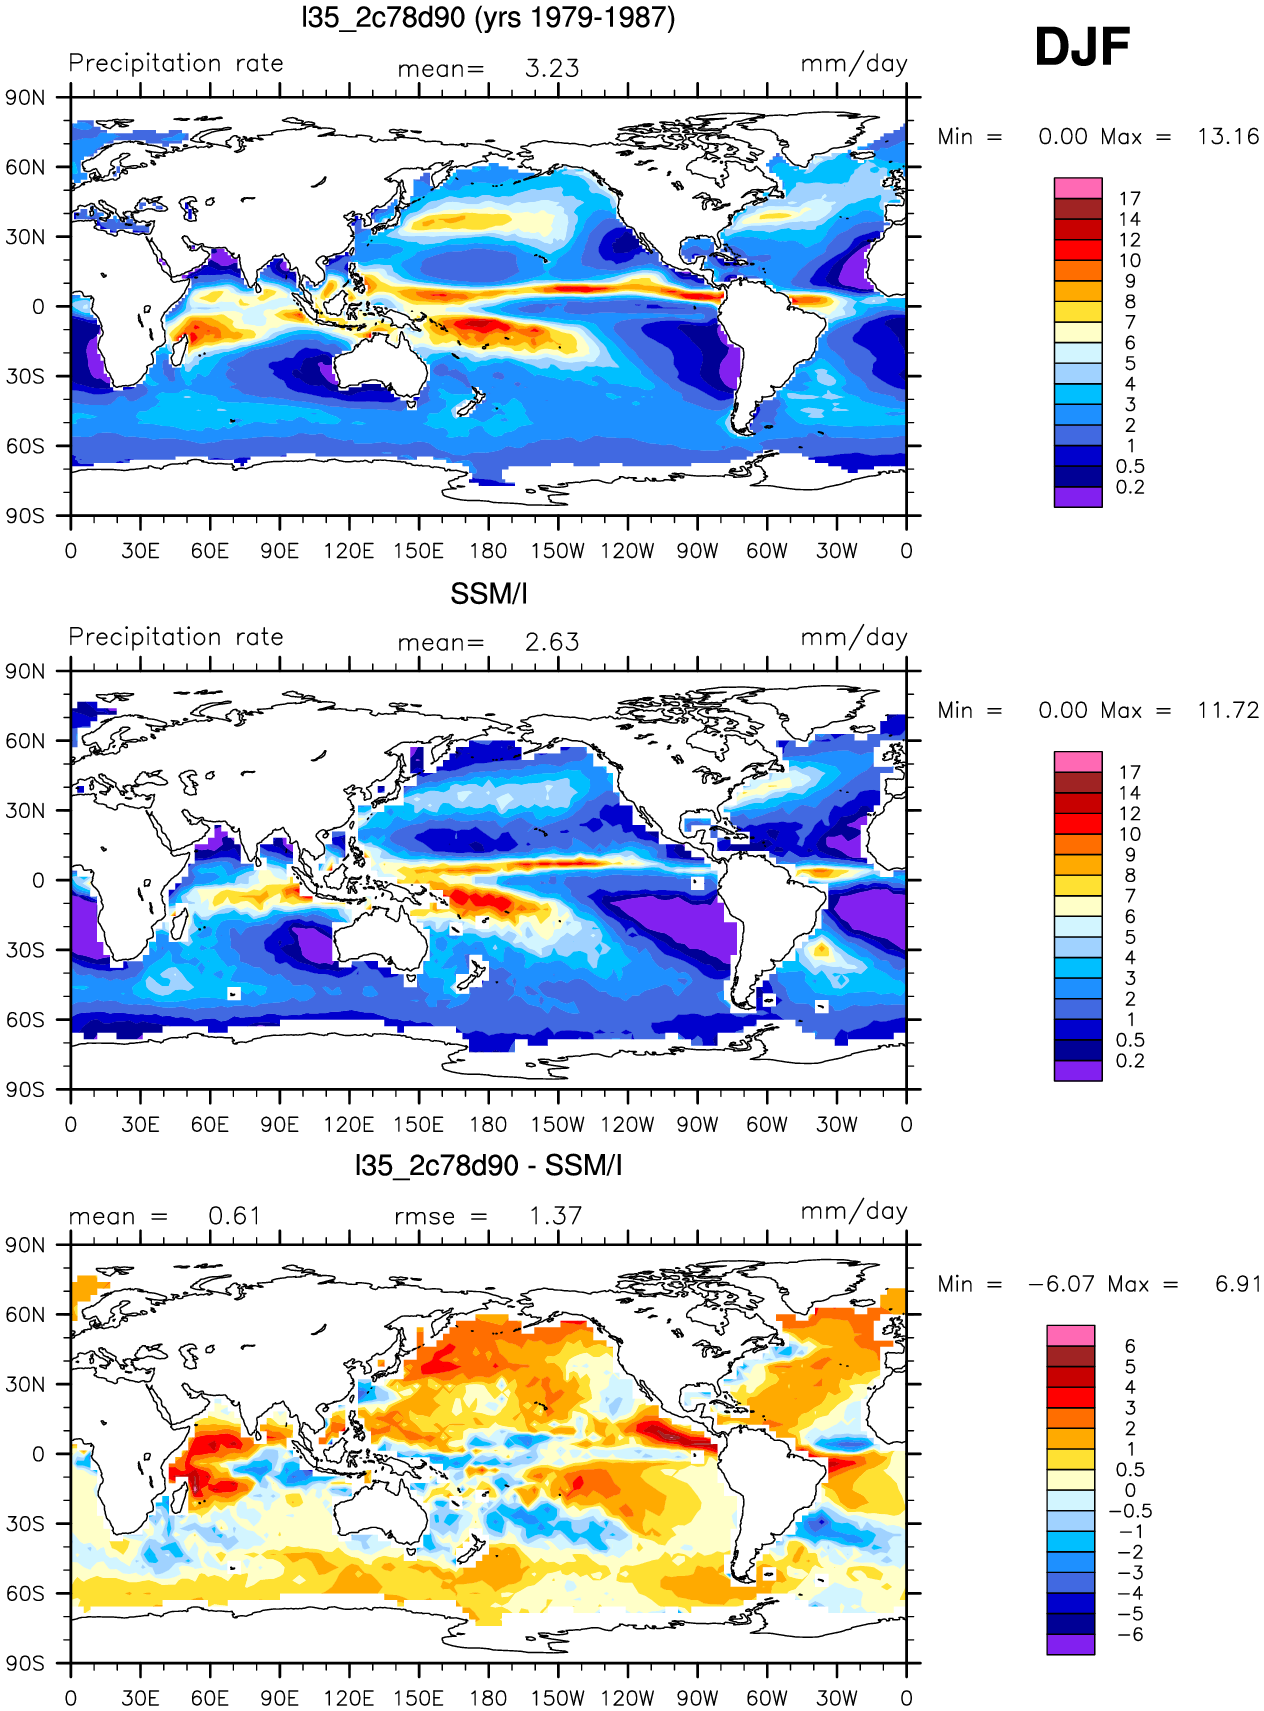 l35_2c78d90 (yrs 1979-1987)
DJF
Precipitation rate mean= 3.23 mm/day
Min = 0.00 Max = 13.16
90N
60N
30N
0
30S
60S
90S
0 30E 60E 90E 120E 150E 180 150W 120W 90W 60W 30W 0
17
14
12
10
9
8
7
6
5
4
3
2
1
0.5
0.2
SSM/I
Precipitation rate mean= 2.63 mm/day
Min = 0.00 Max = 11.72
90N
60N
30N
0
30S
60S
90S
0 30E 60E 90E 120E 150E 180 150W 120W 90W 60W 30W 0
17
14
12
10
9
8
7
6
5
4
3
2
1
0.5
0.2
l35_2c78d90 - SSM/I
mean = 0.61 rmse = 1.37 mm/day
Min = −6.07 Max = 6.91
90N
60N
30N
0
30S
60S
90S
0 30E 60E 90E 120E 150E 180 150W 120W 90W 60W 30W 0
6
5
4
3
2
1
0.5
0
−0.5
−1
−2
−3
−4
−5
−6